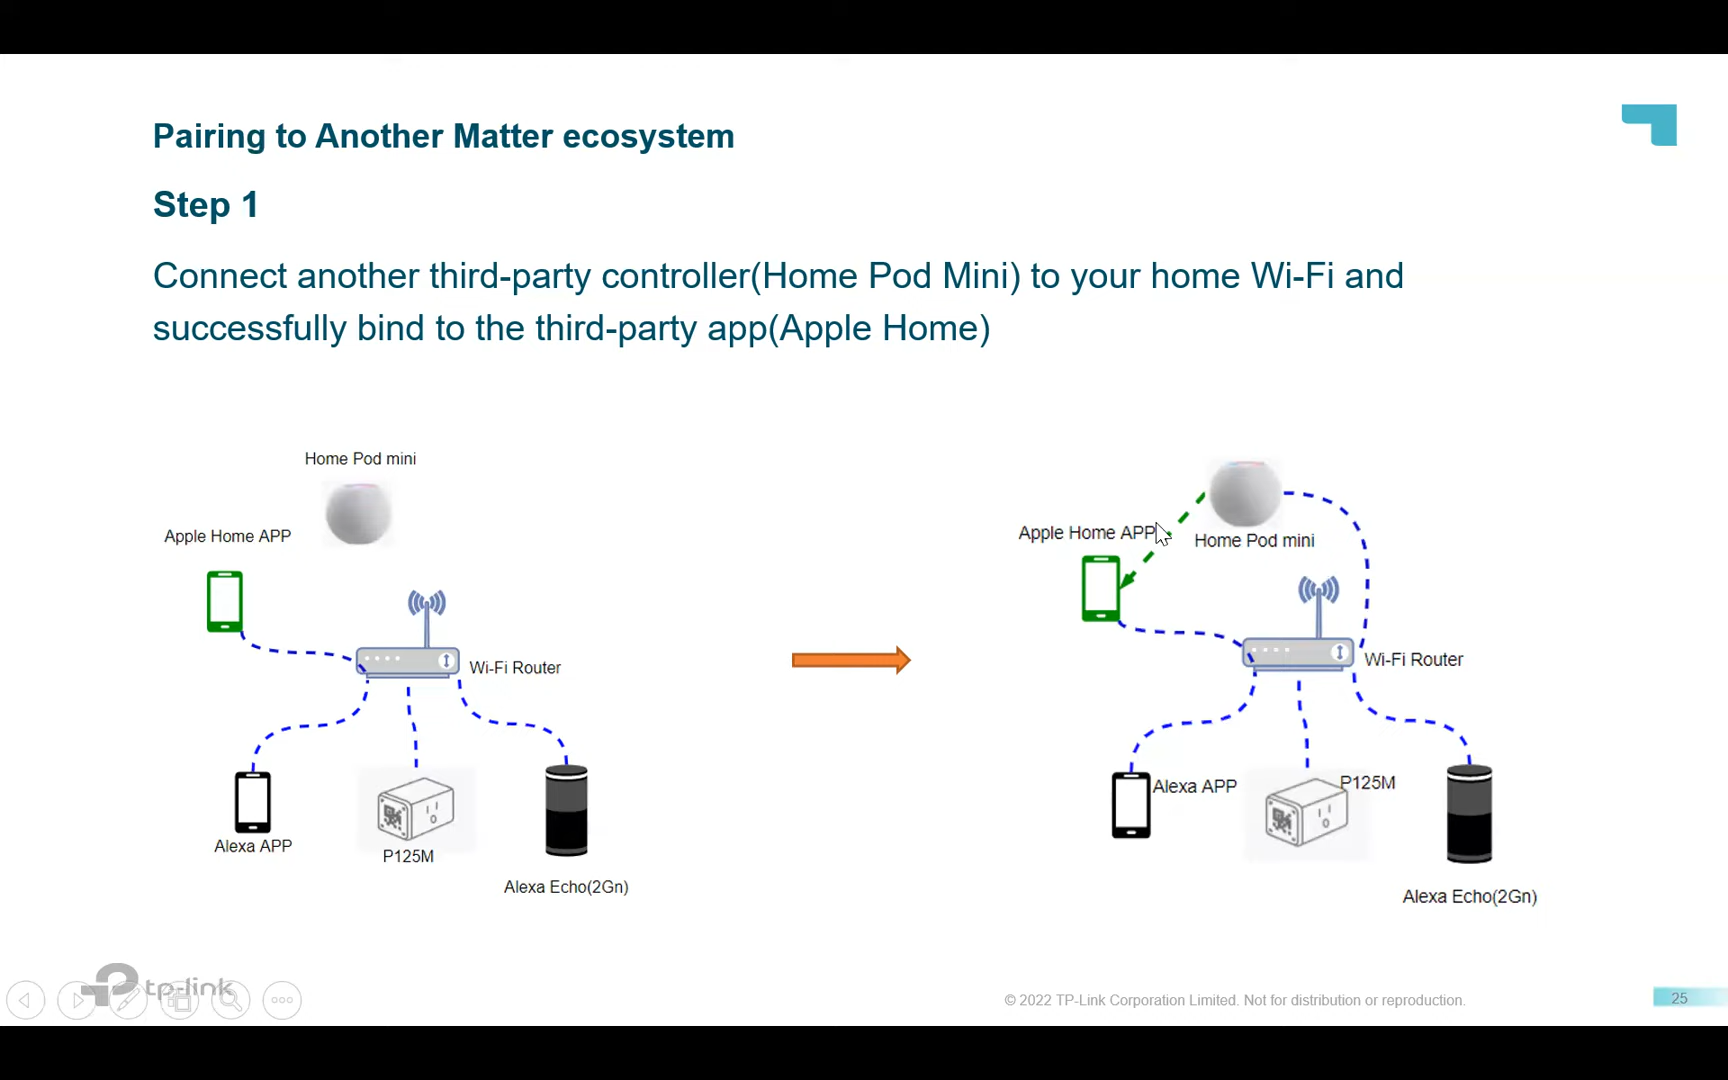 Pairing to Another Matter ecosystem
Step 1
Connect another third-party controller(Home Pod Mini) to your home Wi-Fi and
successfully bind to the third-party app(Apple Home)
Home Pod mini
Apple Home APP
Wi-Fi Router
Alexa APP
P125M
Alexa Echo(2Gn)
Apple Home APP
Home Pod mini
Wi-Fi Router
Alexa APP
P125M
Alexa Echo(2Gn)
tp-link
© 2022 TP-Link Corporation Limited. Not for distribution or reproduction.
25